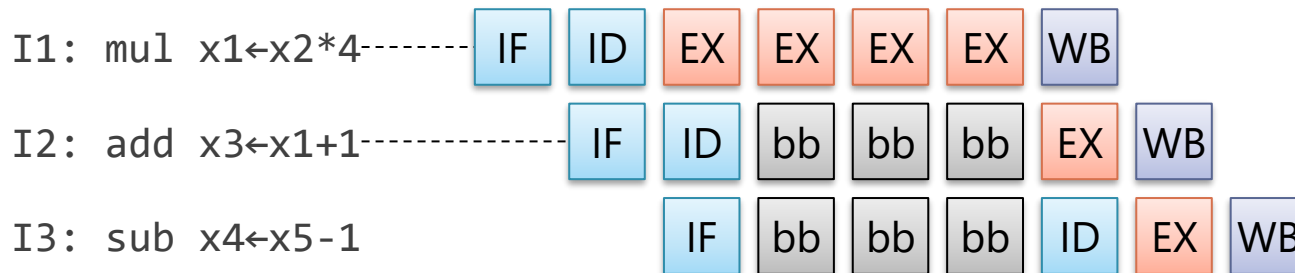 I1: mul x1←x2*4 IF ID EX EX EX EX WB
I2: add x3←x1+1 IF ID bb bb bb EX WB
I3: sub x4←x5-1 IF bb bb bb ID EX WB